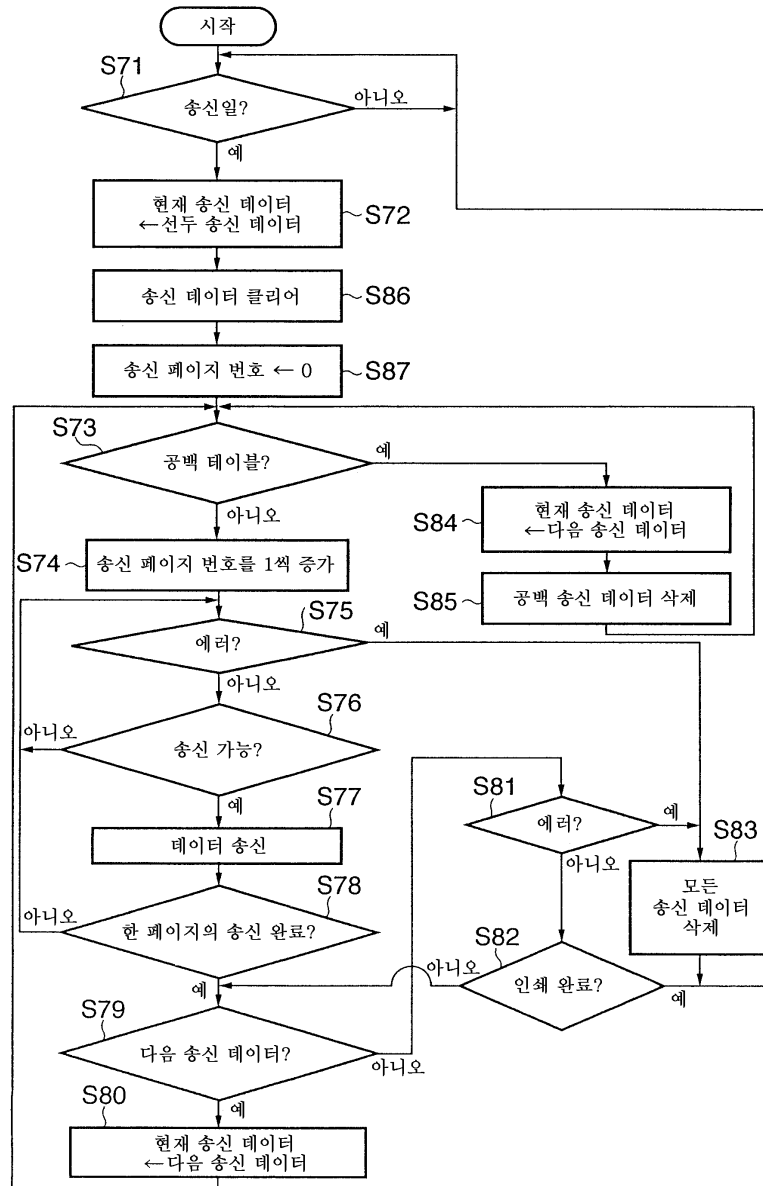 시작
S71
송신일?
아니오
예
현재 송신 데이터
←선두 송신 데이터
S72
송신 데이터 클리어
S86
송신 페이지 번호 ← 0
S87
S73
공백 테이블?
예
아니오
S84
현재 송신 데이터
←다음 송신 데이터
S74
송신 페이지 번호를 1씩 증가
S85
공백 송신 데이터 삭제
S75
에러?
예
아니오
S76
아니오
송신 가능?
예
S77
데이터 송신
S81
에러?
예
아니오
S83
모든
송신 데이터
삭제
S78
아니오
한 페이지의 송신 완료?
예
S82
아니오
인쇄 완료?
예
S79
다음 송신 데이터?
아니오
예
S80
현재 송신 데이터
←다음 송신 데이터